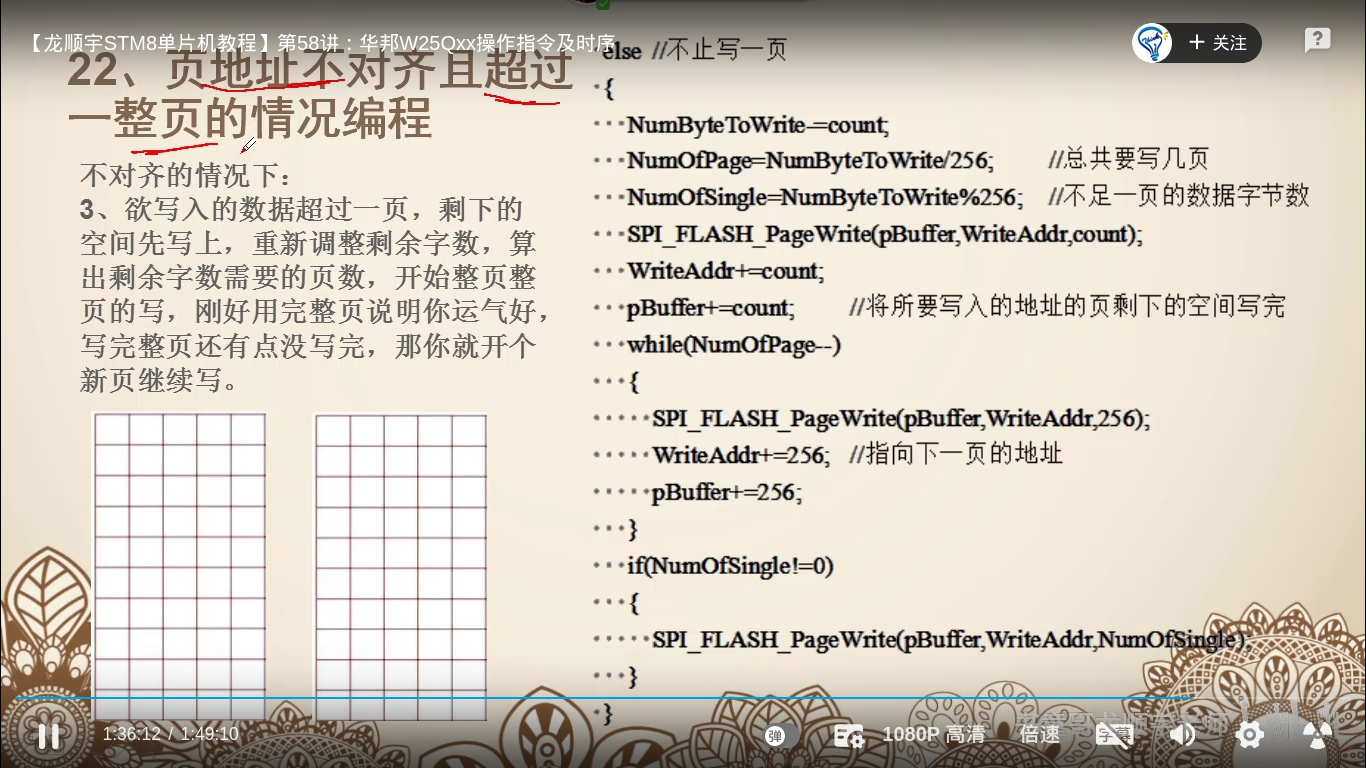 【龙顺宇STM8单片机教程】第58讲：华邦W25Qxx操作指令及时序
关注
22、页地址不对齐且超过
一整页的情况编程
不对齐的情况下：
3、欲写入的数据超过一页，剩下的
空间先写上，重新调整剩余字数，算
出剩余字数需要的页数，开始整页整
页的写，刚好用完整页说明你运气好，
写完整页还有点没写完，那你就开个
新页继续写。
else //不止写一页
{
NumByteToWrite-=count;
NumOfPage=NumByteToWrite/256; //总共要写几页
NumOfSingle=NumByteToWrite%256; //不足一页的数据字节数
SPI_FLASH_PageWrite(pBuffer,WriteAddr,count);
WriteAddr+=count;
pBuffer+=count; //将所要写入的地址的页剩下的空间写完
while(NumOfPage--)
{
SPI_FLASH_PageWrite(pBuffer,WriteAddr,256);
WriteAddr+=256; //指向下一页的地址
pBuffer+=256;
}
if(NumOfSingle!=0)
{
SPI_FLASH_PageWrite(pBuffer,WriteAddr,NumOfSingle);
}
}
1:36:12 / 1:49:10
弹
1080P 高清
倍速
字幕